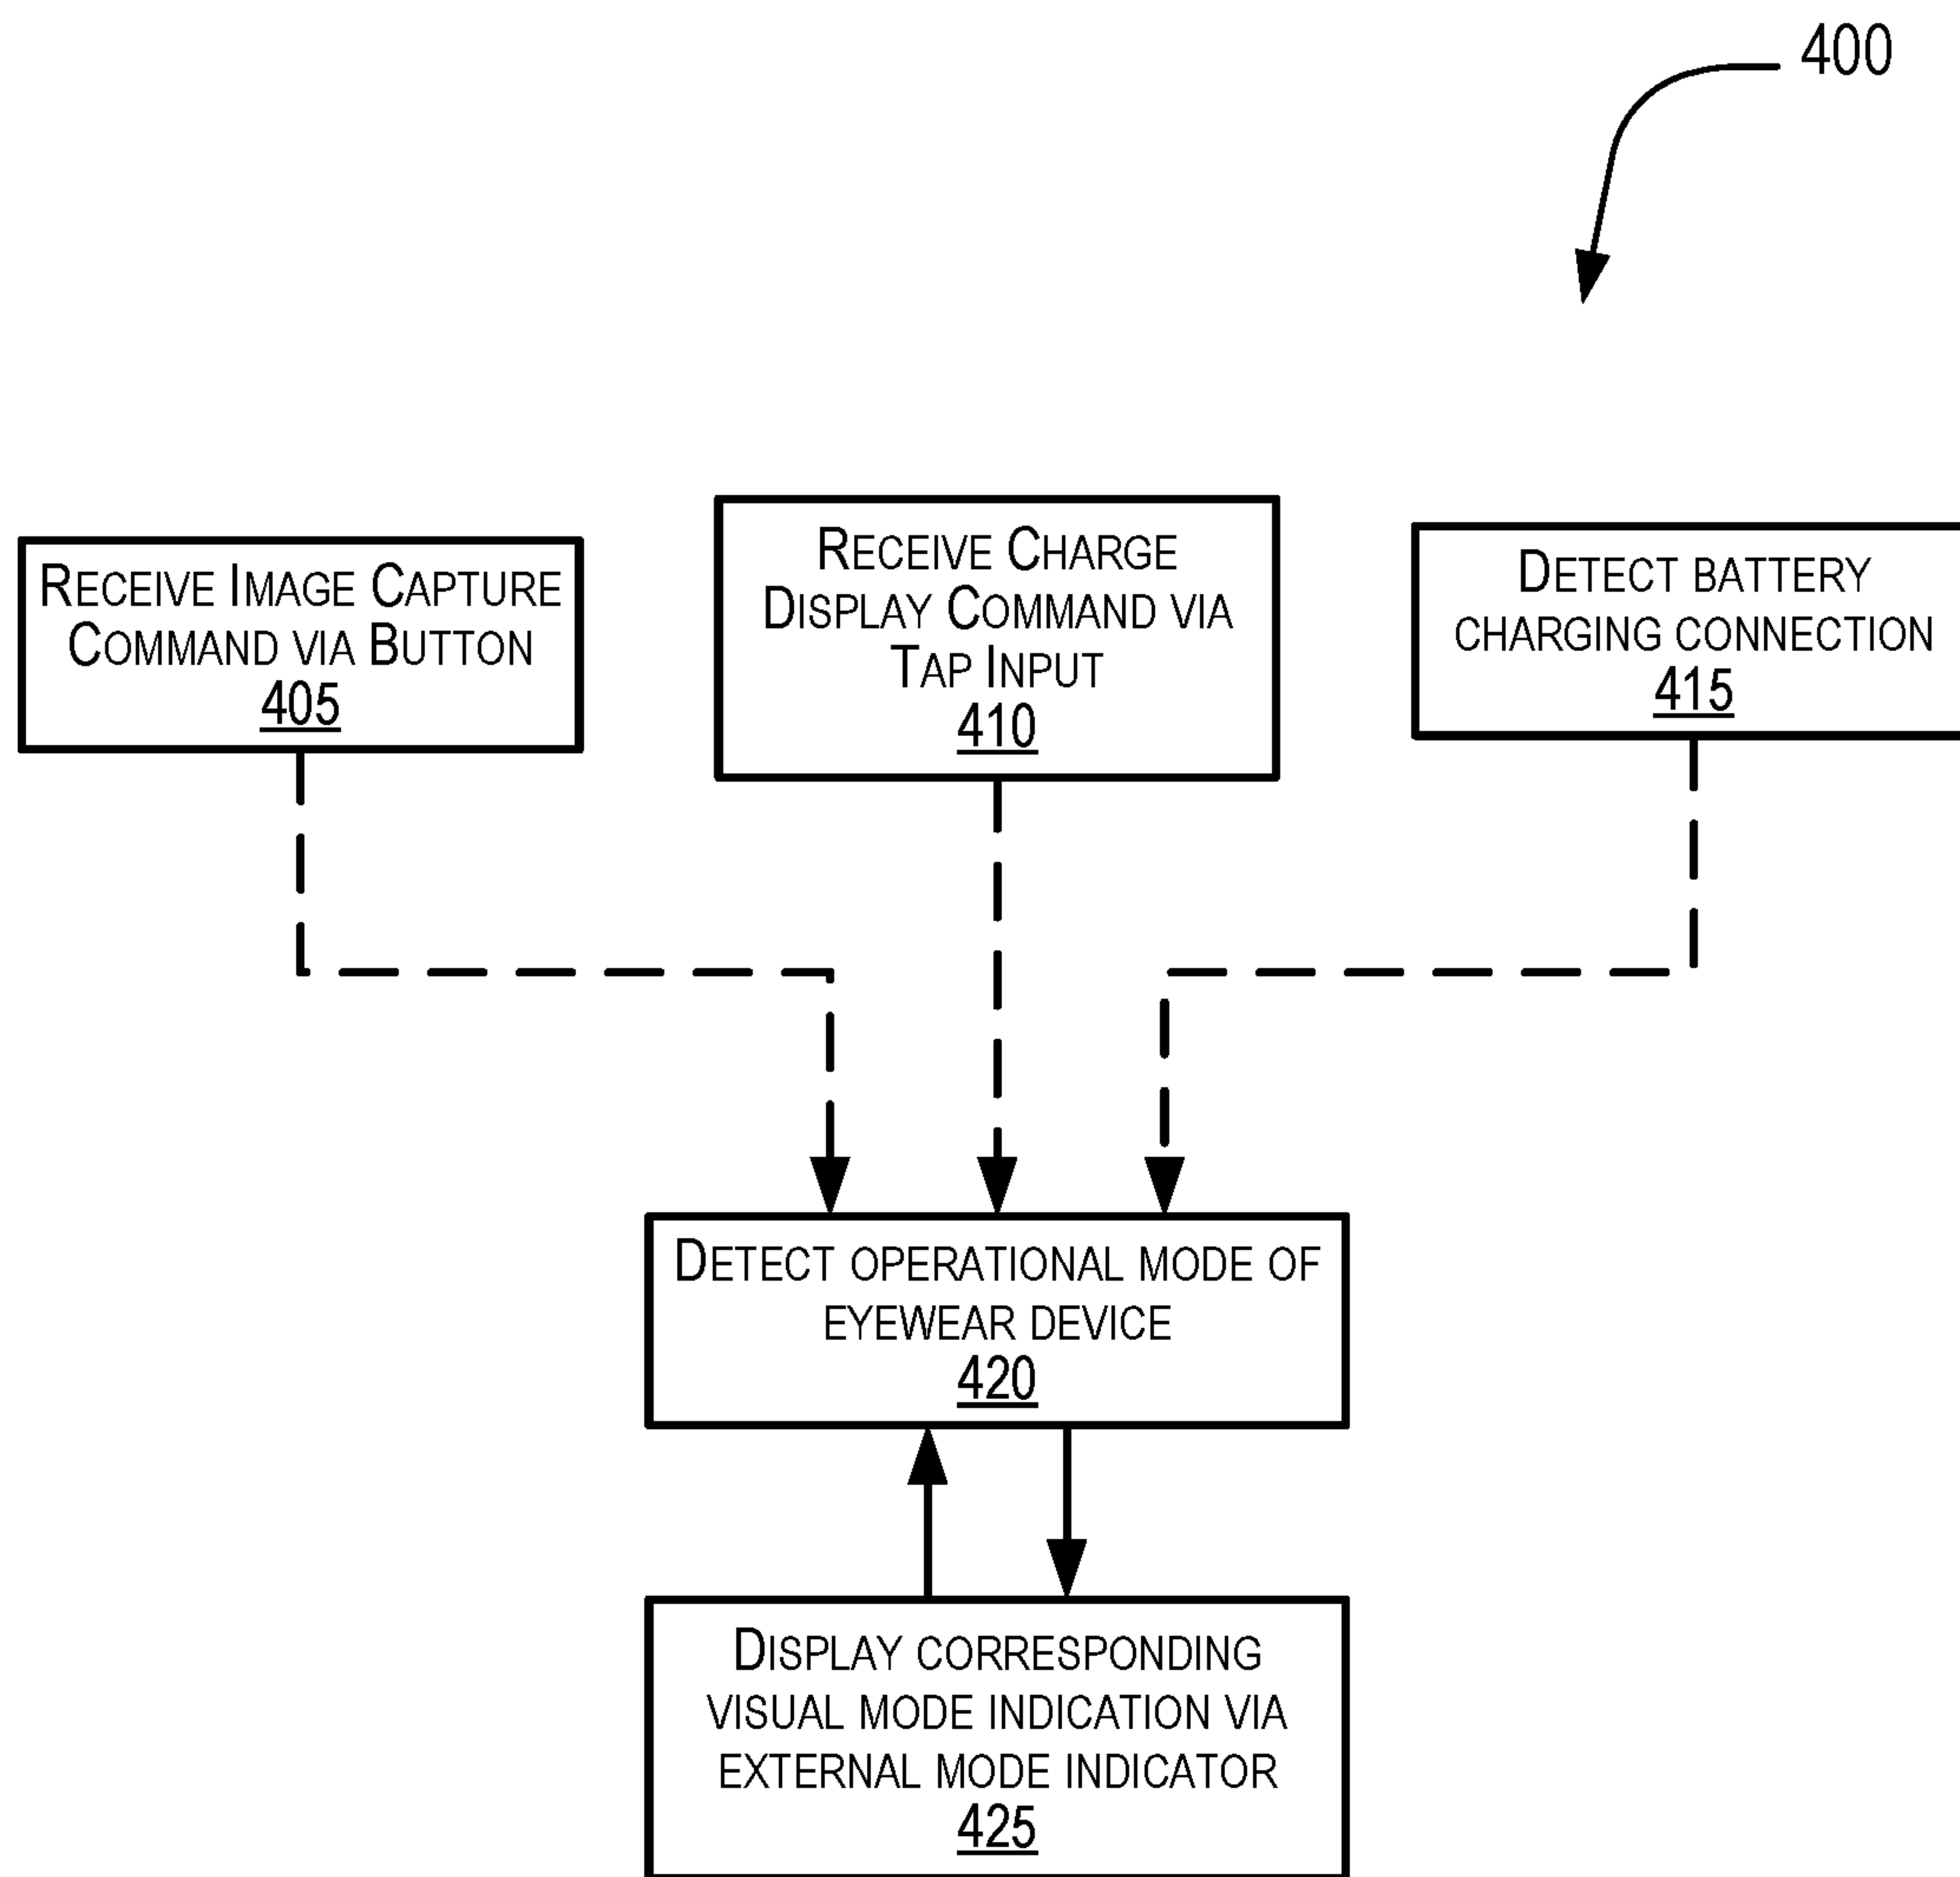 400
Receive Image Capture
Command via Button
405
Receive Charge
Display Command via
Tap Input
410
Detect battery
charging connection
415
Detect operational mode of
eyewear device
420
Display corresponding
visual mode indication via
external mode indicator
425